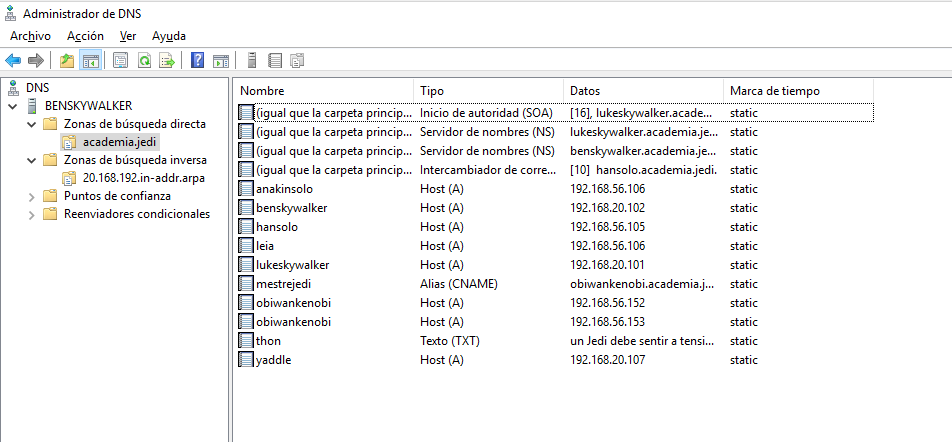 Administrador de DNS
Archivo Acción Ver Ayuda
DNS
BENSKYWALKER
Zonas de búsqueda directa
academia.jedi
Zonas de búsqueda inversa
20.168.192.in-addr.arpa
Puntos de confianza
Reenviadores condicionales
Nombre Tipo Datos Marca de tiempo
(igual que la carpeta princip... Inicio de autoridad (SOA) [16], lukeskywalker.acade... static
(igual que la carpeta princip... Servidor de nombres (NS) lukeskywalker.academia.je... static
(igual que la carpeta princip... Servidor de nombres (NS) benskywalker.academia.je... static
(igual que la carpeta princip... Intercambiador de corre... [10] hansolo.academia.jedi. static
anakinsolo Host (A) 192.168.56.106 static
benskywalker Host (A) 192.168.20.102 static
hansolo Host (A) 192.168.56.105 static
leia Host (A) 192.168.56.106 static
lukeskywalker Host (A) 192.168.20.101 static
mestrejedi Alias (CNAME) obiwankenobi.academia.j... static
obiwankenobi Host (A) 192.168.56.152 static
obiwankenobi Host (A) 192.168.56.153 static
thon Texto (TXT) un Jedi debe sentir a tensi... static
yaddle Host (A) 192.168.20.107 static